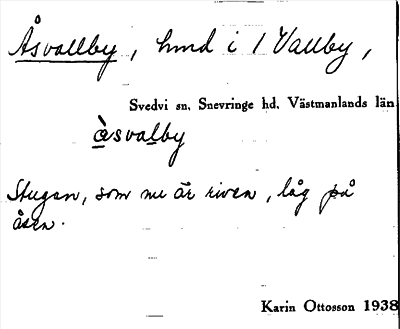 Åsvallby, hmd i 1 Vallby,
Svedvi sn. Snevringe hd. Västmanlands län
åsvalby
Stugan, som nu är riven, låg på
åsen.
Karin Ottosson 1938